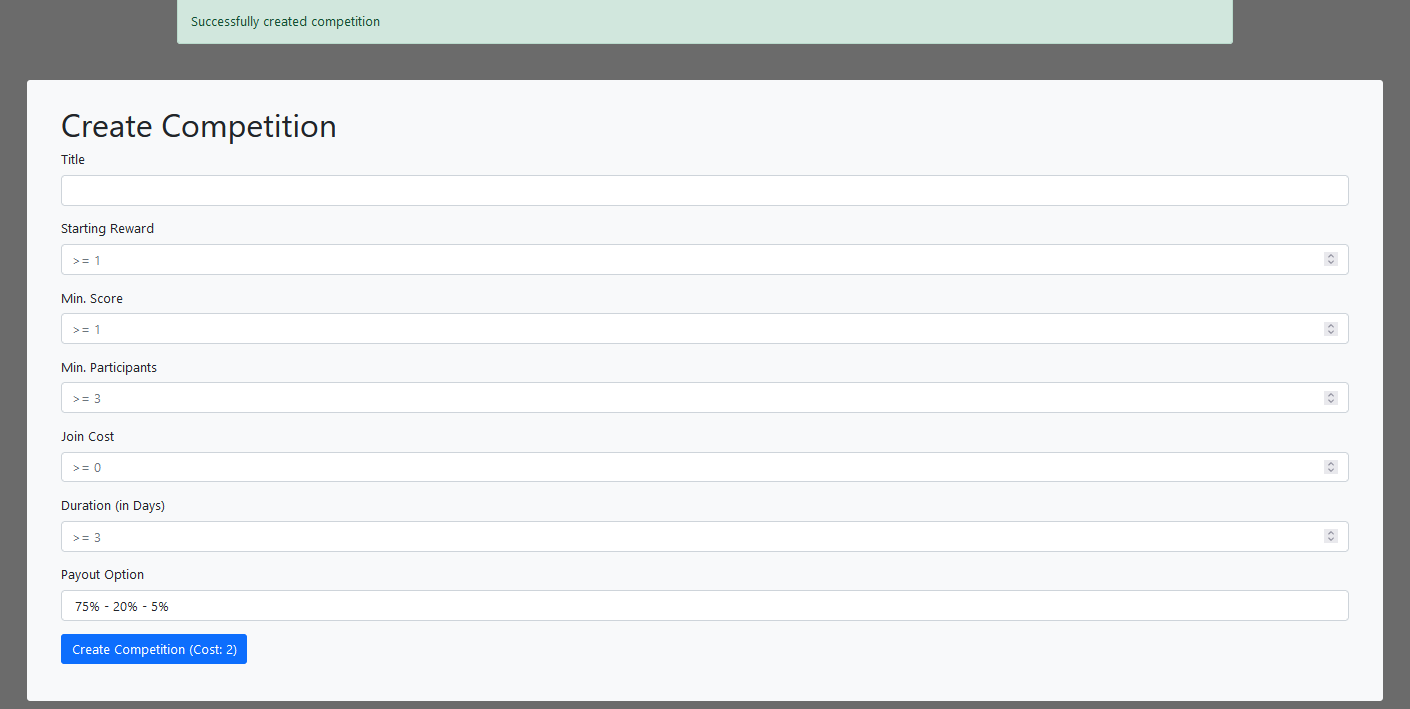 Successfully created competition
Create Competition
Title
Starting Reward
>= 1
Min. Score
>= 1
Min. Participants
>= 3
Join Cost
>= 0
Duration (in Days)
>= 3
Payout Option
75% - 20% - 5%
Create Competition (Cost: 2)